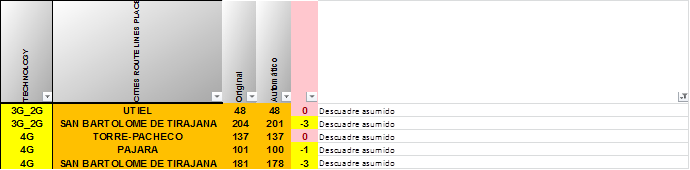 TECHNOLOGY CITIES ROUTE LINES PLACE Original Automático
3G_2G UTIEL 48 48 0 Descuadre asumido
3G_2G SAN BARTOLOME DE TIRAJANA 204 201 -3 Descuadre asumido
4G TORRE-PACHECO 137 137 0 Descuadre asumido
4G PAJARA 101 100 -1 Descuadre asumido
4G SAN BARTOLOME DE TIRAJANA 181 178 -3 Descuadre asumido